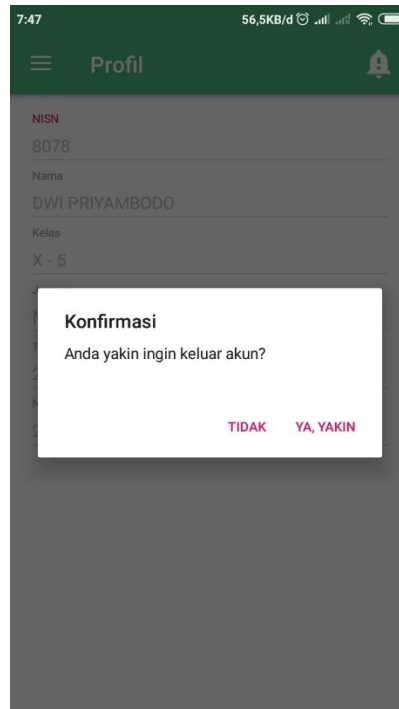 7:47 56,5KB/d
Profil
NISN
8078
Nama
DWI PRIYAMBODO
Kelas
X - 5
Konfirmasi
Anda yakin ingin keluar akun?
TIDAK YA, YAKIN